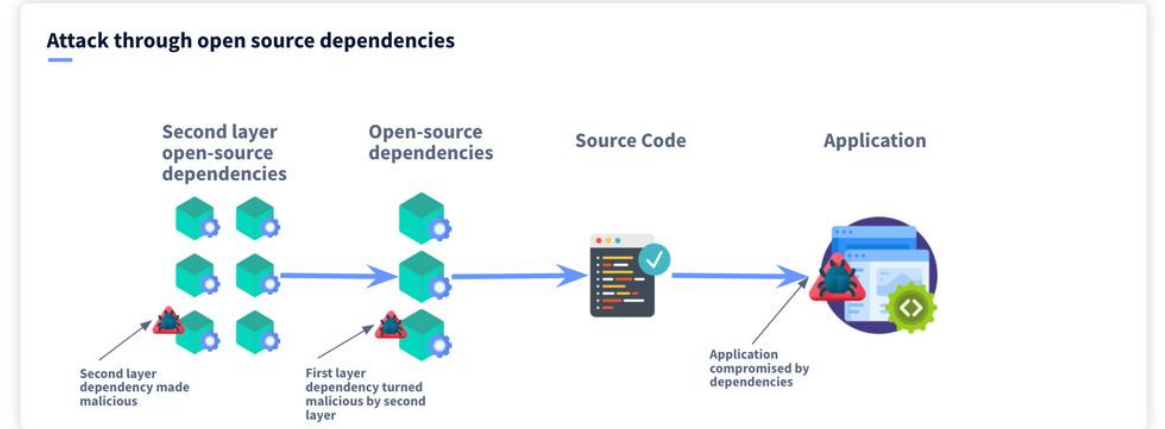 Attack through open source dependencies
Second layer
open-source
dependencies
Open-source
dependencies
Source Code
Application
Second layer
dependency made
malicious
First layer
dependency turned
malicious by second
layer
Application
compromised by
dependencies